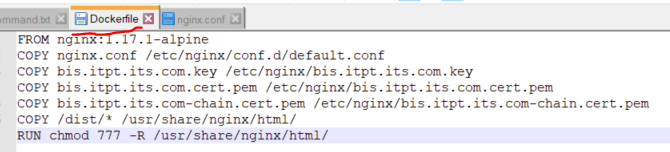 ommand.txt Dockerfile nginx.conf
FROM nginx:1.17.1-alpine
COPY nginx.conf /etc/nginx/conf.d/default.conf
COPY bis.itpt.its.com.key /etc/nginx/bis.itpt.its.com.key
COPY bis.itpt.its.com.cert.pem /etc/nginx/bis.itpt.its.com.cert.pem
COPY bis.itpt.its.com-chain.cert.pem /etc/nginx/bis.itpt.its.com-chain.cert.pem
COPY /dist/* /usr/share/nginx/html/
RUN chmod 777 -R /usr/share/nginx/html/